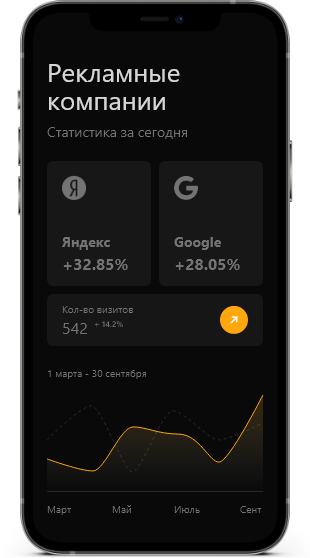 Рекламные
компании
Статистика за сегодня
Яндекс
+32.85%
Google
+28.05%
Кол-во визитов
542 + 14.2%
1 марта - 30 сентября
Март Май Июль Сент